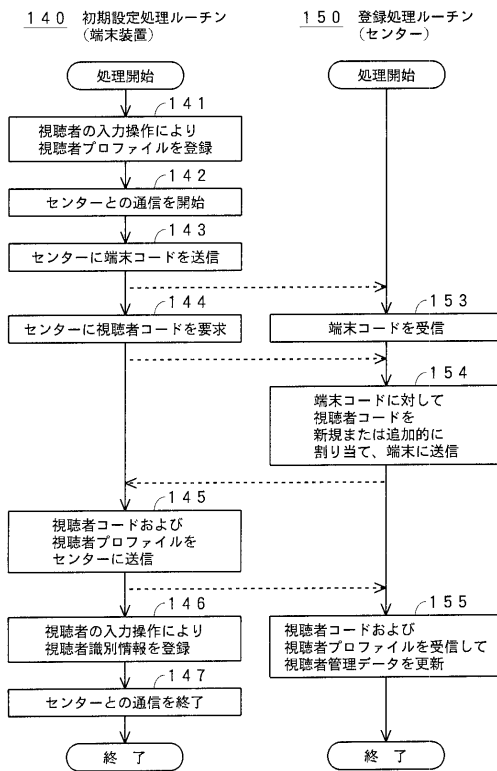 140 初期設定処理ルーチン
(端末装置)
処理開始
141
視聴者の入力操作により
視聴者プロファイルを登録
142
センターとの通信を開始
143
センターに端末コードを送信
144
センターに視聴者コードを要求
145
視聴者コードおよび
視聴者プロファイルを
センターに送信
146
視聴者の入力操作により
視聴者識別情報を登録
147
センターとの通信を終了
終 了
150 登録処理ルーチン
(センター)
処理開始
153
端末コードを受信
154
端末コードに対して
視聴者コードを
新規または追加的に
割り当て、端末に送信
155
視聴者コードおよび
視聴者プロファイルを受信して
視聴者管理データを更新
終 了